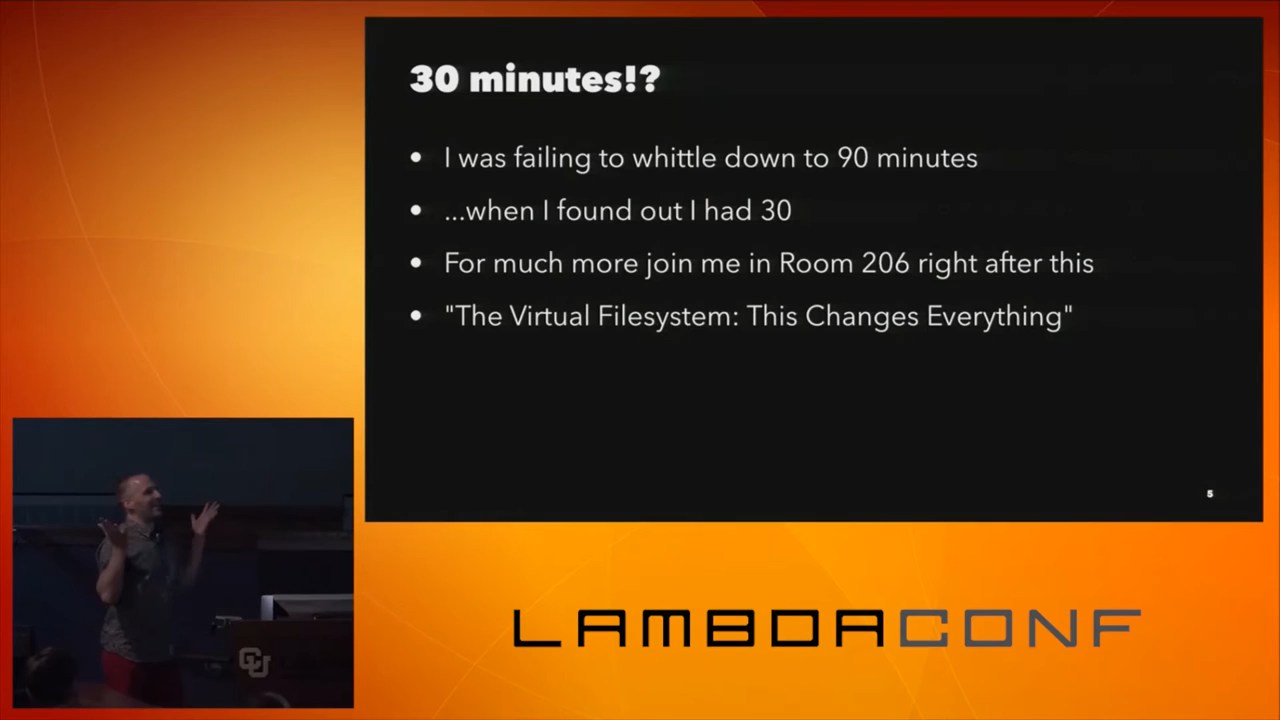 30 minutes!?
• I was failing to whittle down to 90 minutes
• ...when I found out I had 30
• For much more join me in Room 206 right after this
• "The Virtual Filesystem: This Changes Everything"
5
CU
LAMBDACONF